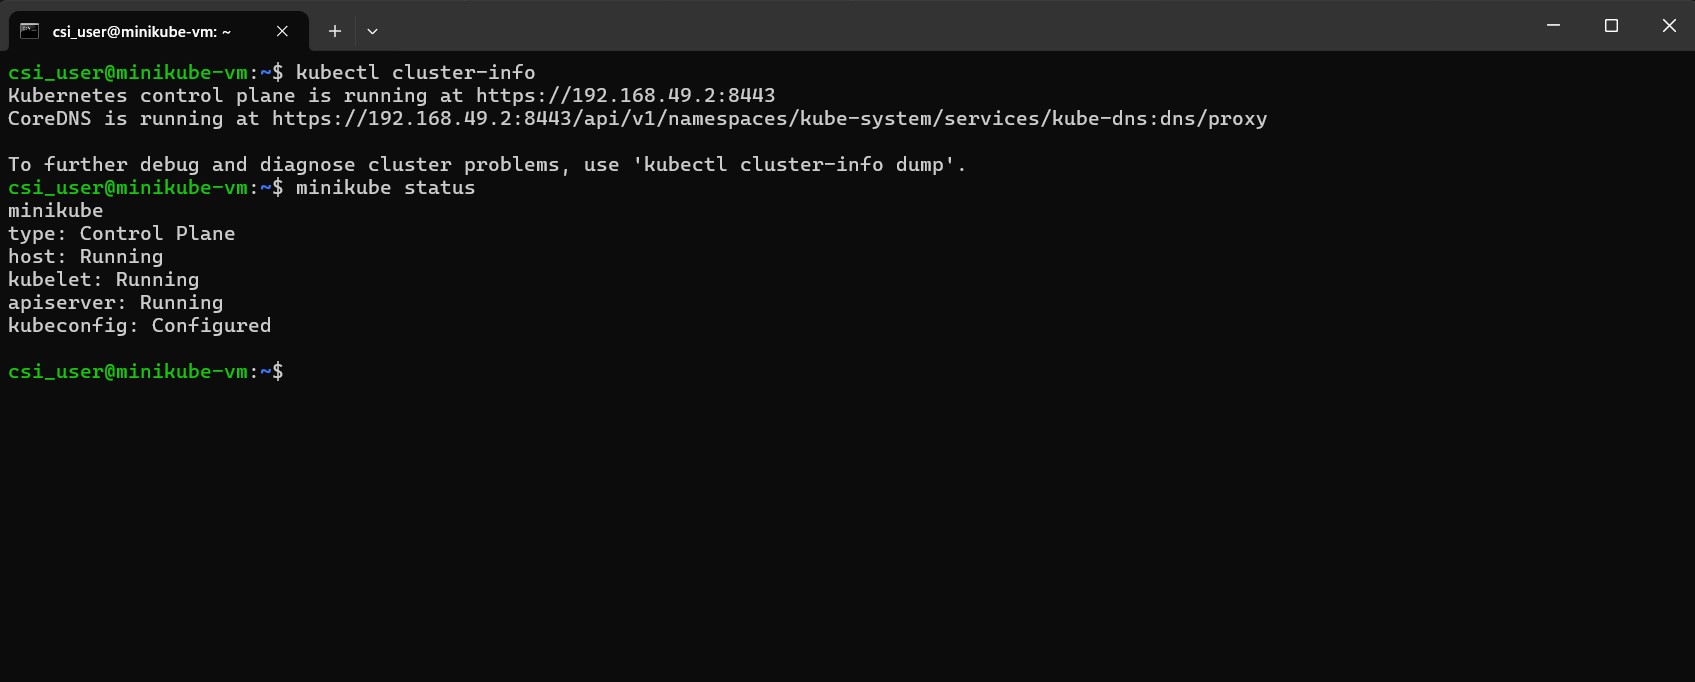 csi_user@minikube-vm: ~
csi_user@minikube-vm:~$ kubectl cluster-info
Kubernetes control plane is running at https://192.168.49.2:8443
CoreDNS is running at https://192.168.49.2:8443/api/v1/namespaces/kube-system/services/kube-dns:dns/proxy
To further debug and diagnose cluster problems, use 'kubectl cluster-info dump'.
csi_user@minikube-vm:~$ minikube status
minikube
type: Control Plane
host: Running
kubelet: Running
apiserver: Running
kubeconfig: Configured
csi_user@minikube-vm:~$